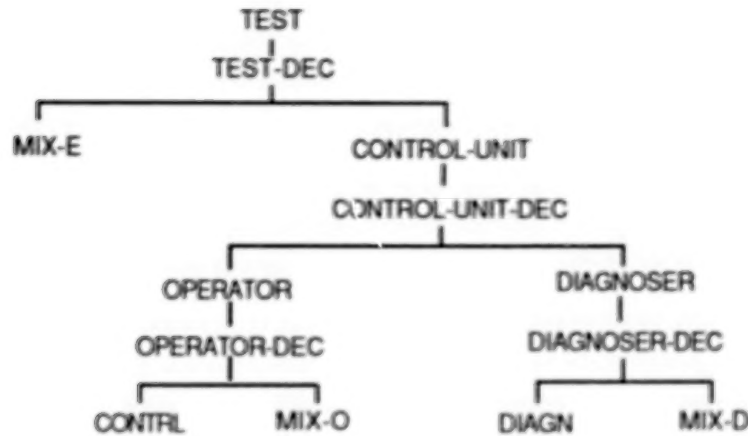 TEST
TEST-DEC
MIX-E CONTROL-UNIT
CONTROL-UNIT-DEC
OPERATOR DIAGNOSER
OPERATOR-DEC DIAGNOSER-DEC
CONTRL MIX-O DIAGN MIX-D